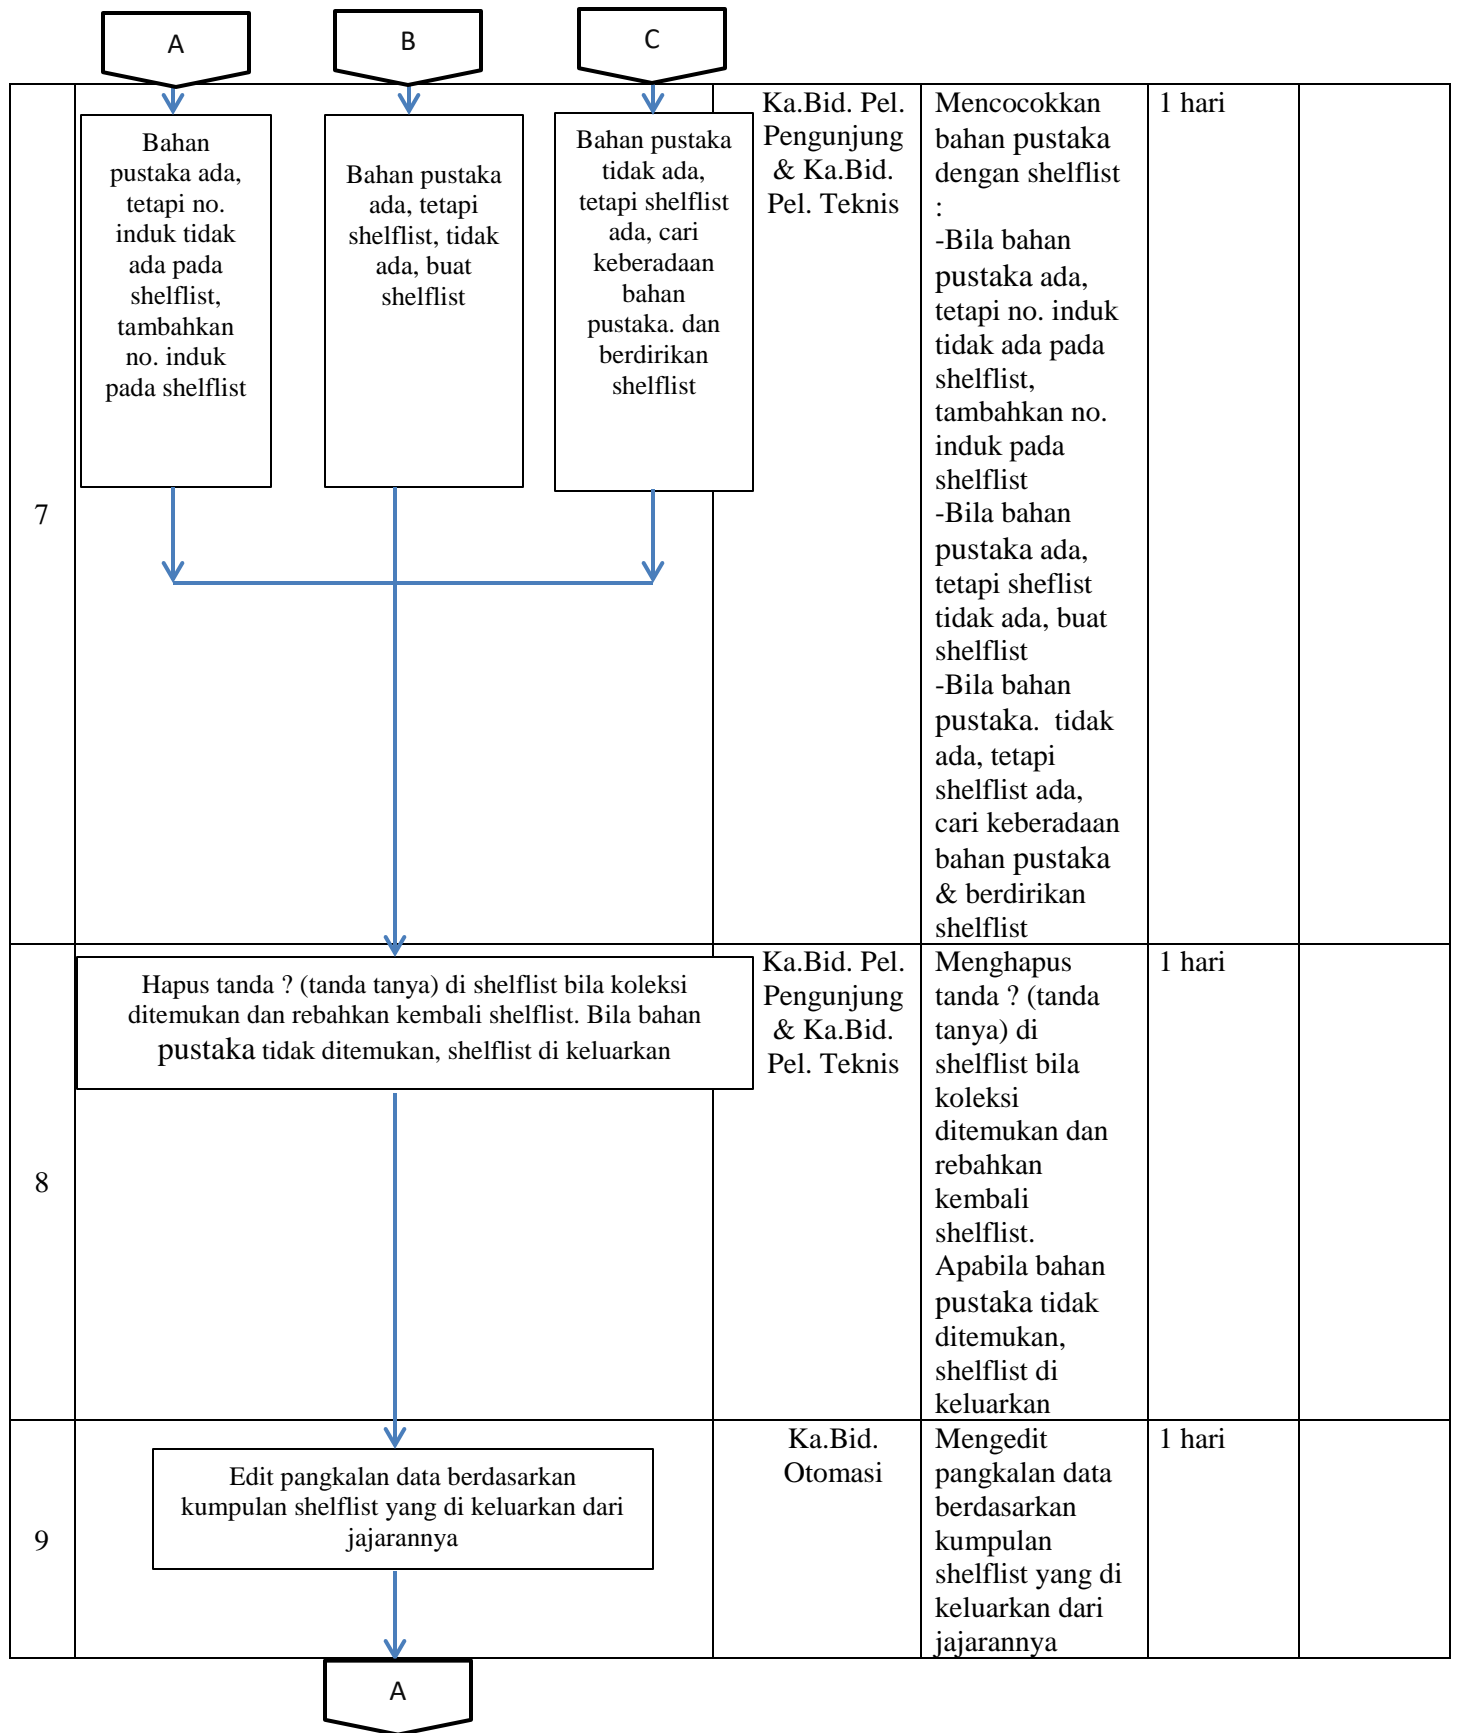 A
B
C
7
Bahan
pustaka ada,
tetapi no.
induk tidak
ada pada
shelflist,
tambahkan
no. induk
pada shelflist
Bahan pustaka
ada, tetapi
shelflist, tidak
ada, buat
shelflist
Bahan pustaka
tidak ada,
tetapi shelflist
ada, cari
keberadaan
bahan
pustaka. dan
berdirikan
shelflist
Ka.Bid. Pel.
Pengunjung
& Ka.Bid.
Pel. Teknis
Mencocokkan
bahan pustaka
dengan shelflist
:
-Bila bahan
pustaka ada,
tetapi no. induk
tidak ada pada
shelflist,
tambahkan no.
induk pada
shelflist
-Bila bahan
pustaka ada,
tetapi sheflist
tidak ada, buat
shelflist
-Bila bahan
pustaka.  tidak
ada, tetapi
shelflist ada,
cari keberadaan
bahan pustaka
& berdirikan
shelflist
1 hari
8
Hapus tanda ? (tanda tanya) di shelflist bila koleksi
ditemukan dan rebahkan kembali shelflist. Bila bahan
pustaka tidak ditemukan, shelflist di keluarkan
Ka.Bid. Pel.
Pengunjung
& Ka.Bid.
Pel. Teknis
Menghapus
tanda ? (tanda
tanya) di
shelflist bila
koleksi
ditemukan dan
rebahkan
kembali
shelflist.
Apabila bahan
pustaka tidak
ditemukan,
shelflist di
keluarkan
1 hari
9
Edit pangkalan data berdasarkan
kumpulan shelflist yang di keluarkan dari
jajarannya
Ka.Bid.
Otomasi
Mengedit
pangkalan data
berdasarkan
kumpulan
shelflist yang di
keluarkan dari
jajarannya
1 hari
A